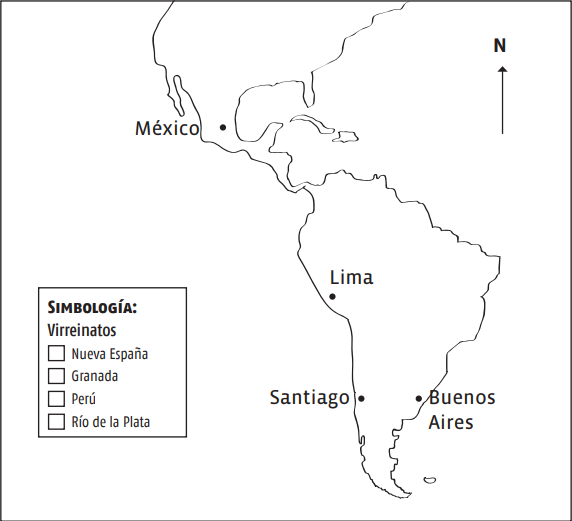 N
México
Lima
Santiago
Buenos
Aires
SIMBOLOGÍA:
Virreinatos
Nueva España
Granada
Perú
Río de la Plata